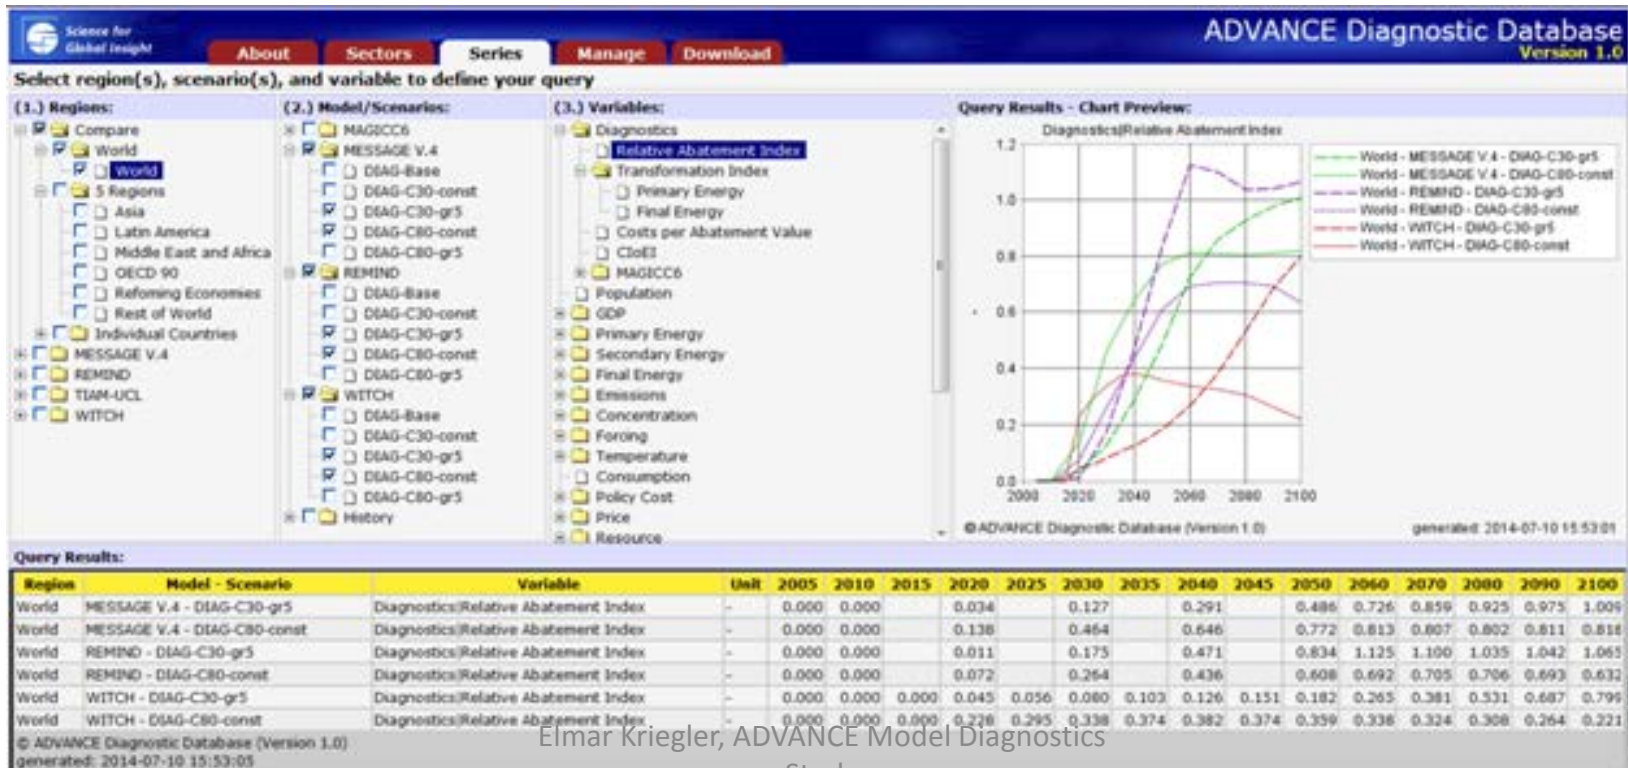 Science for
Global Insight
ADVANCE Diagnostic Database
Version 1.0
About Sectors Series Manage Download
Select region(s), scenario(s), and variable to define your query
(1.) Regions:
Compare
World
World
5 Regions
Asia
Latin America
Middle East and Africa
OECD 90
Reforming Economies
Rest of World
Individual Countries
MESSAGE V.4
REMIND
TIAM-UCL
WITCH
(2.) Model/Scenarios:
MAGICC6
MESSAGE V.4
DIAG-Base
DIAG-C30-const
DIAG-C30-gr5
DIAG-C80-const
DIAG-C80-gr5
REMIND
DIAG-Base
DIAG-C30-const
DIAG-C30-gr5
DIAG-C80-const
DIAG-C80-gr5
WITCH
DIAG-Base
DIAG-C30-const
DIAG-C30-gr5
DIAG-C80-const
DIAG-C80-gr5
History
(3.) Variables:
Diagnostics
Relative Abatement Index
Transformation Index
Primary Energy
Final Energy
Costs per Abatement Value
CIoEI
MAGICC6
Population
GDP
Primary Energy
Secondary Energy
Final Energy
Emissions
Concentration
Forcing
Temperature
Consumption
Policy Cost
Price
Resource
Query Results - Chart Preview:
Diagnostics|Relative Abatement Index
1.2
1.0
0.8
0.6
0.4
0.2
0.0
2000 2020 2040 2060 2080 2100
World - MESSAGE V.4 - DIAG-C30-gr5
World - MESSAGE V.4 - DIAG-C80-const
World - REMIND - DIAG-C30-gr5
World - REMIND - DIAG-C80-const
World - WITCH - DIAG-C30-gr5
World - WITCH - DIAG-C80-const
© ADVANCE Diagnostic Database (Version 1.0) generated: 2014-07-10 15:53:01
Query Results:
Region Model - Scenario Variable Unit 2005 2010 2015 2020 2025 2030 2035 2040 2045 2050 2060 2070 2080 2090 2100
World MESSAGE V.4 - DIAG-C30-gr5 Diagnostics|Relative Abatement Index - 0.000 0.000 0.034 0.127 0.291 0.486 0.726 0.859 0.925 0.975 1.009
World MESSAGE V.4 - DIAG-C80-const Diagnostics|Relative Abatement Index - 0.000 0.000 0.138 0.464 0.646 0.772 0.813 0.807 0.802 0.811 0.818
World REMIND - DIAG-C30-gr5 Diagnostics|Relative Abatement Index - 0.000 0.000 0.011 0.175 0.471 0.834 1.125 1.100 1.035 1.042 1.065
World REMIND - DIAG-C80-const Diagnostics|Relative Abatement Index - 0.000 0.000 0.072 0.264 0.436 0.608 0.692 0.705 0.706 0.693 0.632
World WITCH - DIAG-C30-gr5 Diagnostics|Relative Abatement Index - 0.000 0.000 0.000 0.045 0.056 0.080 0.103 0.126 0.151 0.182 0.265 0.381 0.531 0.687 0.799
World WITCH - DIAG-C80-const Diagnostics|Relative Abatement Index - 0.000 0.000 0.000 0.228 0.295 0.338 0.374 0.382 0.374 0.359 0.338 0.324 0.308 0.264 0.221
© ADVANCE Diagnostic Database (Version 1.0)
generated: 2014-07-10 15:53:05
Elmar Kriegler, ADVANCE Model Diagnostics